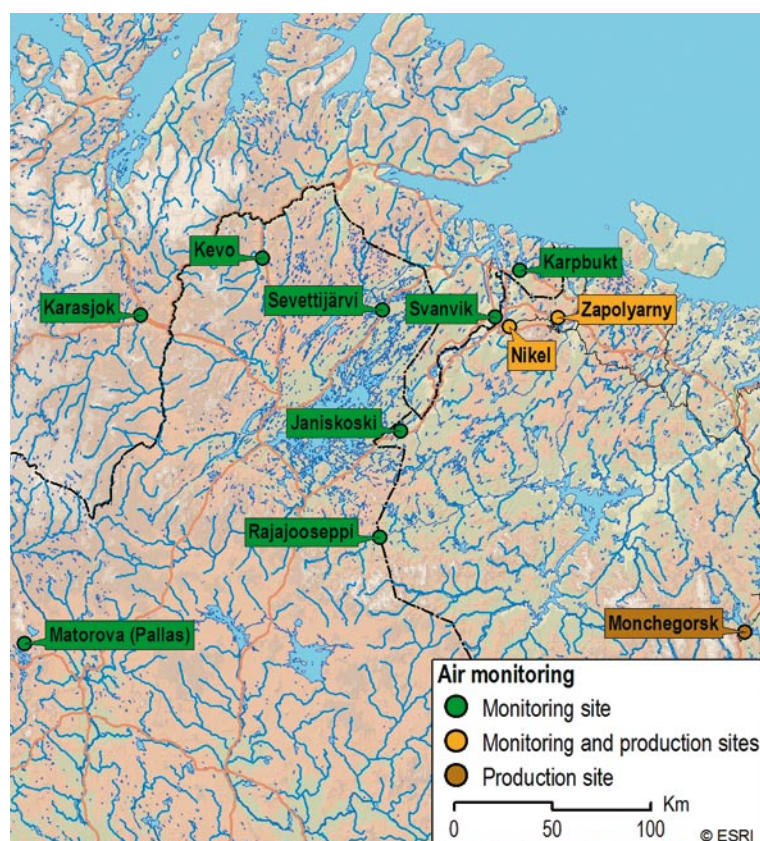 Kevo
Karpbukt
Karasjok
Sevettijärvi
Svanvik
Zapolyarny
Nikel
Janiskoski
Rajajooseppi
Monchegorsk
Matorova (Pallas)
Air monitoring
Monitoring site
Monitoring and production sites
Production site
Km
0 50 100
© ESRI